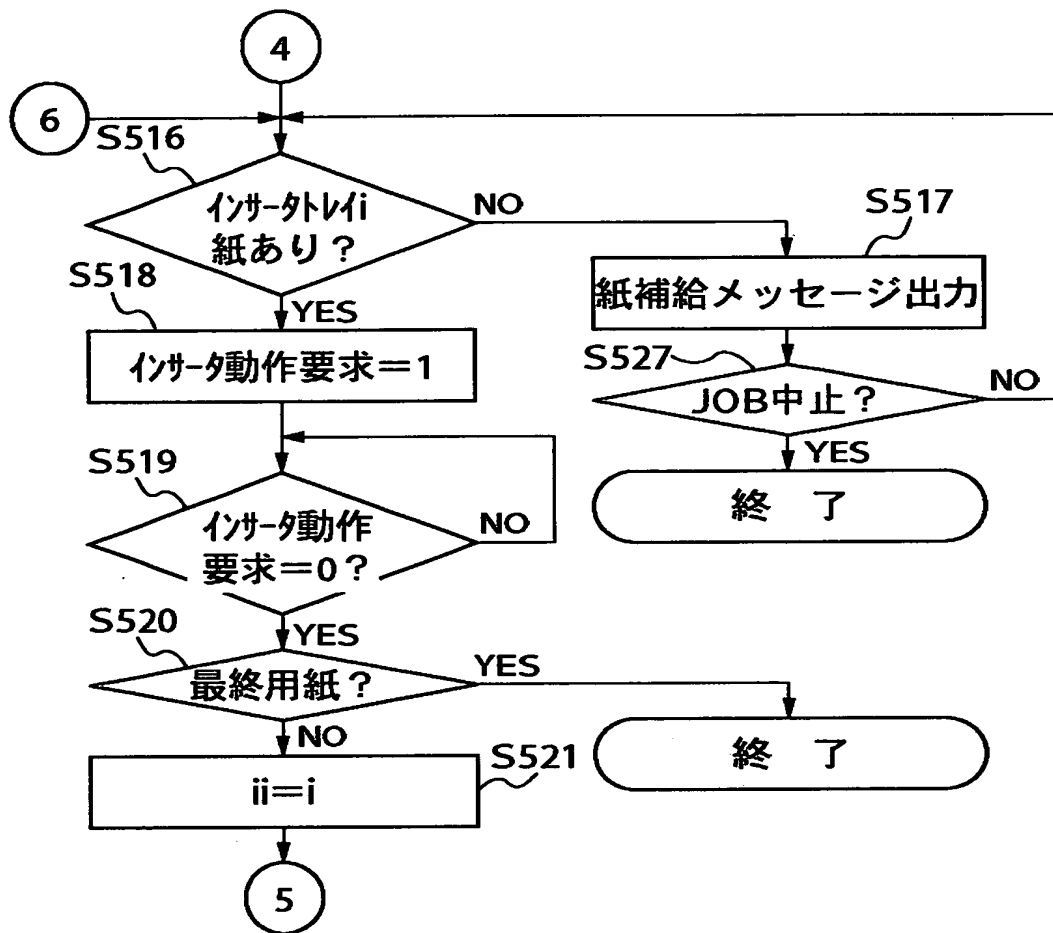 4
6
S516
インサータトレイi
紙あり？
NO
S517
紙補給メッセージ出力
S518
YES
インサータ動作要求＝1
S527
JOB中止？
NO
YES
終　了
S519
インサータ動作
要求＝0？
NO
YES
S520
最終用紙？
YES
終　了
NO
S521
ii＝i
5